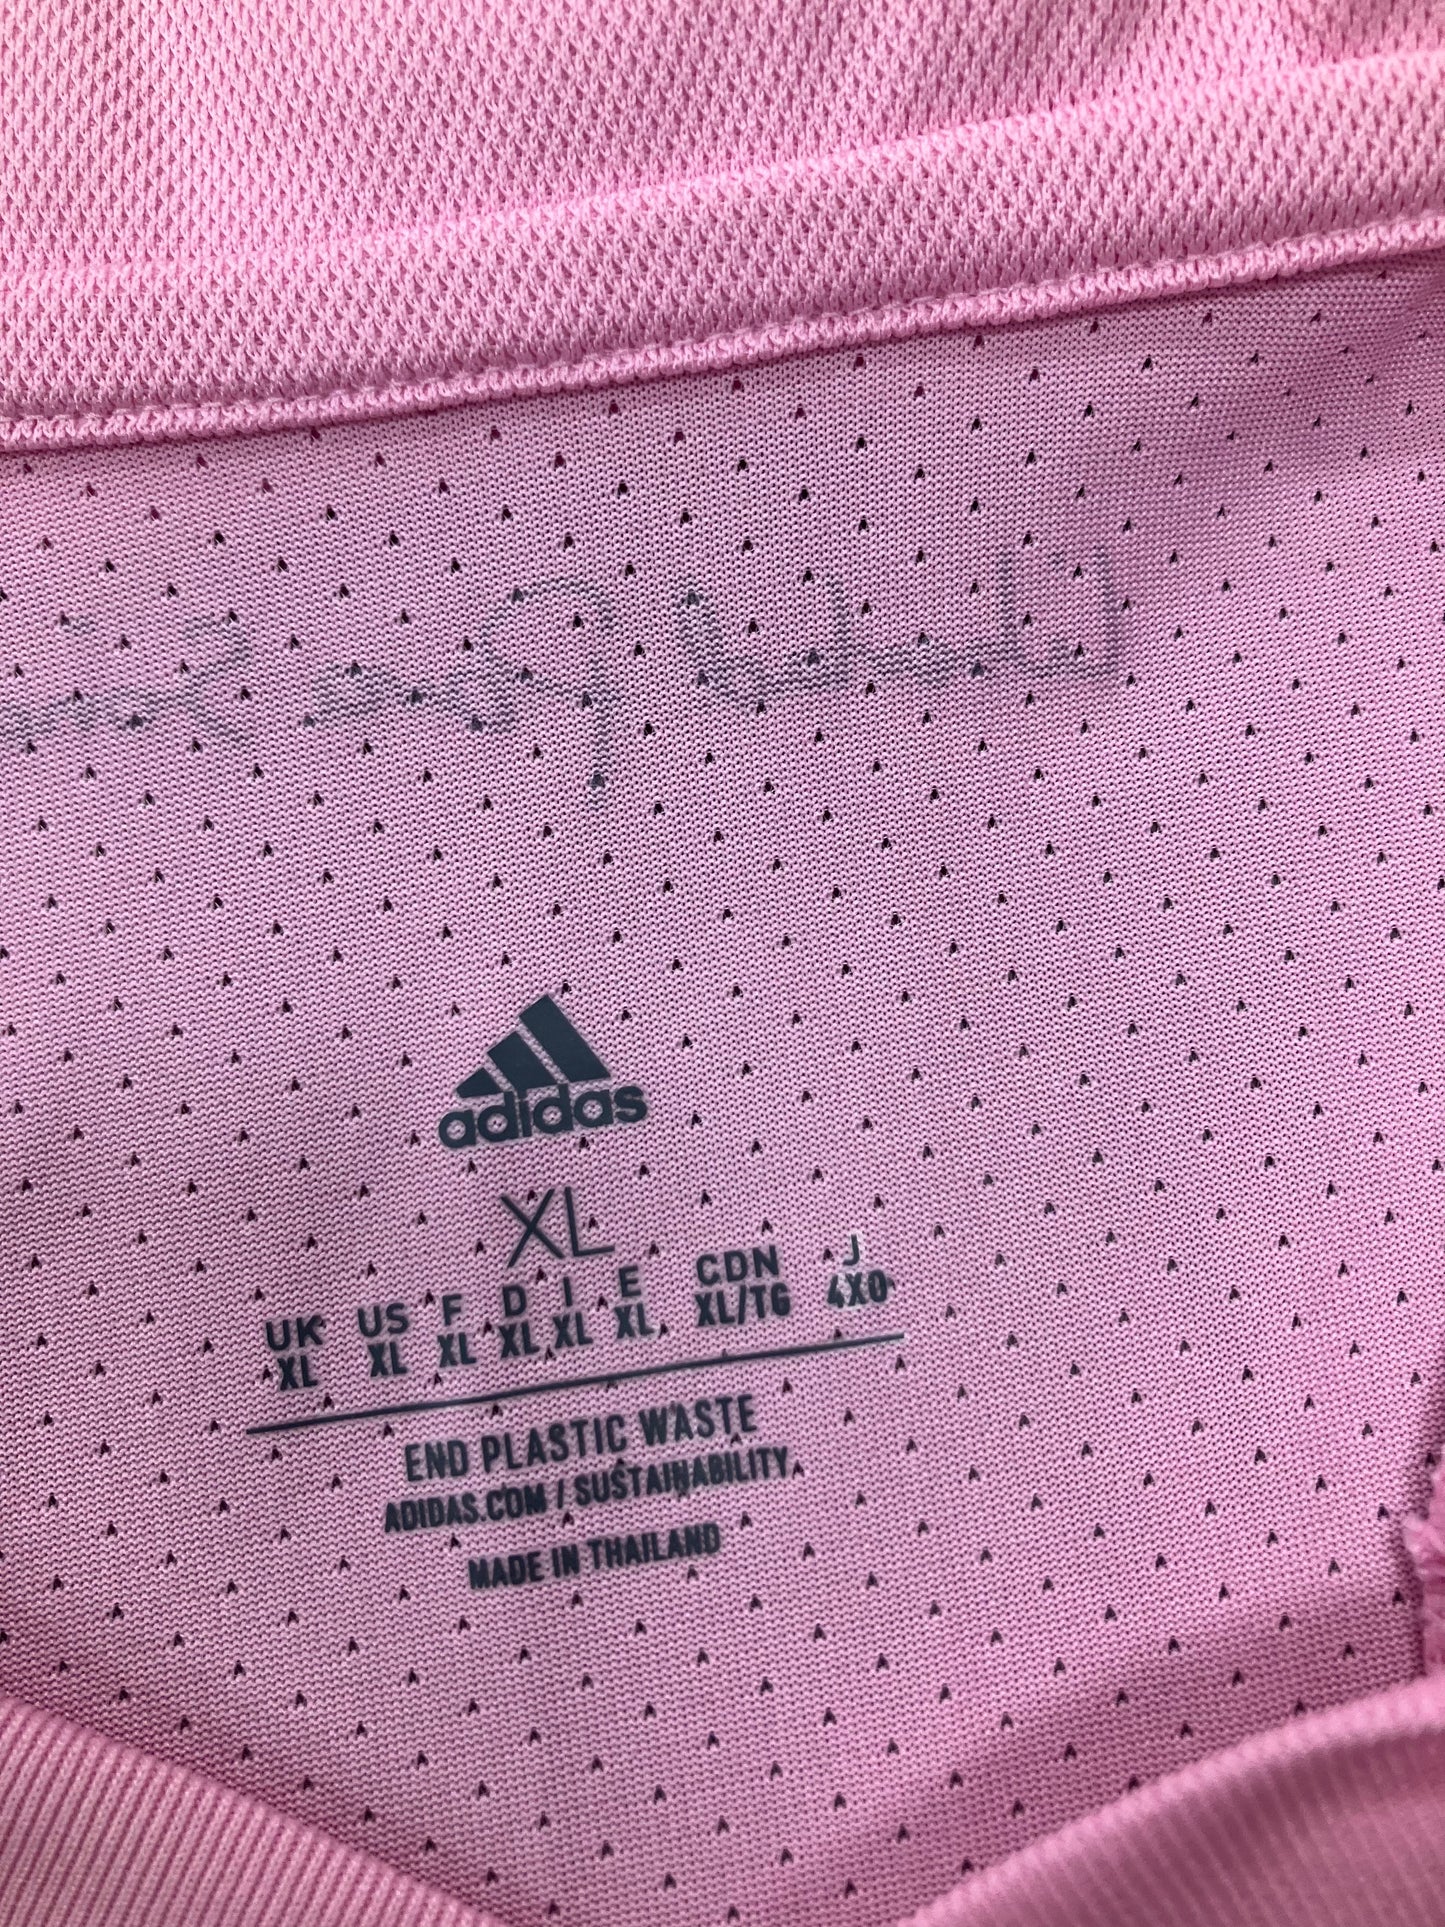 adidas
XL
UK US F D I E CDN J
XL XL XL XL XL XL XL/TG 4XO
END PLASTIC WASTE
ADIDAS.COM / SUSTAINABILITY
MADE IN THAILAND